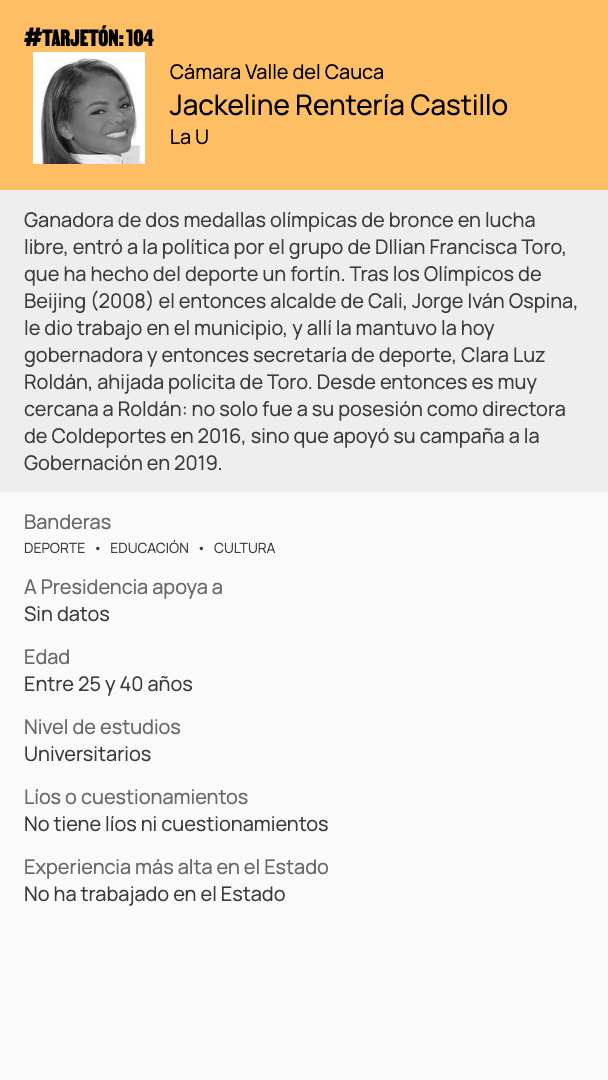 #TARJETÓN: 104
Cámara Valle del Cauca
Jackeline Rentería Castillo
La U
Ganadora de dos medallas olímpicas de bronce en lucha
libre, entró a la política por el grupo de DIlian Francisca Toro,
que ha hecho del deporte un fortín. Tras los Olímpicos de
Beijing (2008) el entonces alcalde de Cali, Jorge Iván Ospina,
le dio trabajo en el municipio, y allí la mantuvo la hoy
gobernadora y entonces secretaría de deporte, Clara Luz
Roldán, ahijada polícita de Toro. Desde entonces es muy
cercana a Roldán: no solo fue a su posesión como directora
de Coldeportes en 2016, sino que apoyó su campaña a la
Gobernación en 2019.
Banderas
DEPORTE • EDUCACIÓN • CULTURA
A Presidencia apoya a
Sin datos
Edad
Entre 25 y 40 años
Nivel de estudios
Universitarios
Líos o cuestionamientos
No tiene líos ni cuestionamientos
Experiencia más alta en el Estado
No ha trabajado en el Estado